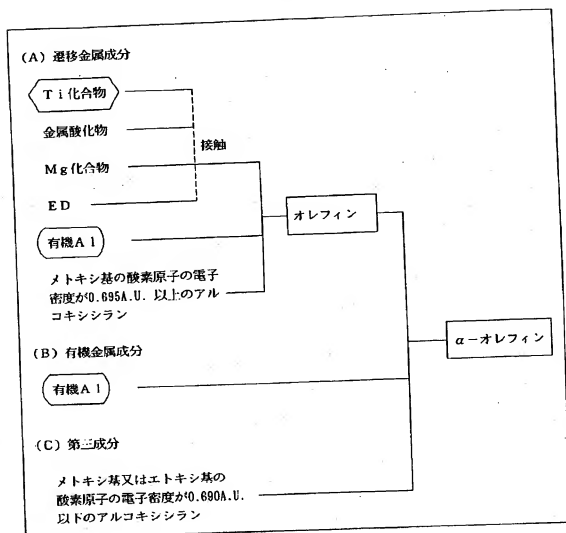 (A)遷移金属成分
Ti化合物
金属酸化物
接触
Mg化合物
ED
オレフィン
有機Al
メトキシ基の酸素原子の電子
密度が0.695A.U.以上のアル
コキシシラン
α-オレフィン
(B)有機金属成分
有機Al
(C)第三成分
メトキシ基又はエトキシ基の
酸素原子の電子密度が0.690A.U.
以下のアルコキシシラン